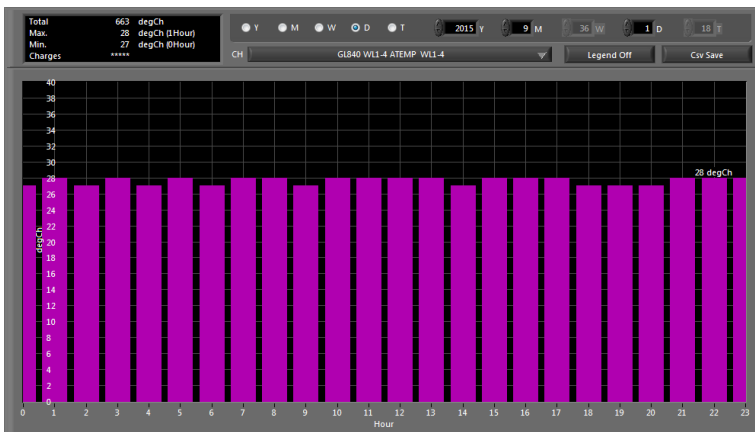 Total 663 degCh
Max. 28 degCh (1Hour)
Min. 27 degCh (0Hour)
Charges *****
Y M W D T 2015 Y 9 M 36 W 1 D 18 T
CH GL840 WL1-4 ATEMP WL1-4 Legend Off Csv Save
40
38
36
34
32
30
28 degCh
28
26
24
22
degCh
20
18
16
14
12
10
8
6
4
2
0
0 1 2 3 4 5 6 7 8 9 10 11 12 13 14 15 16 17 18 19 20 21 22 23
Hour